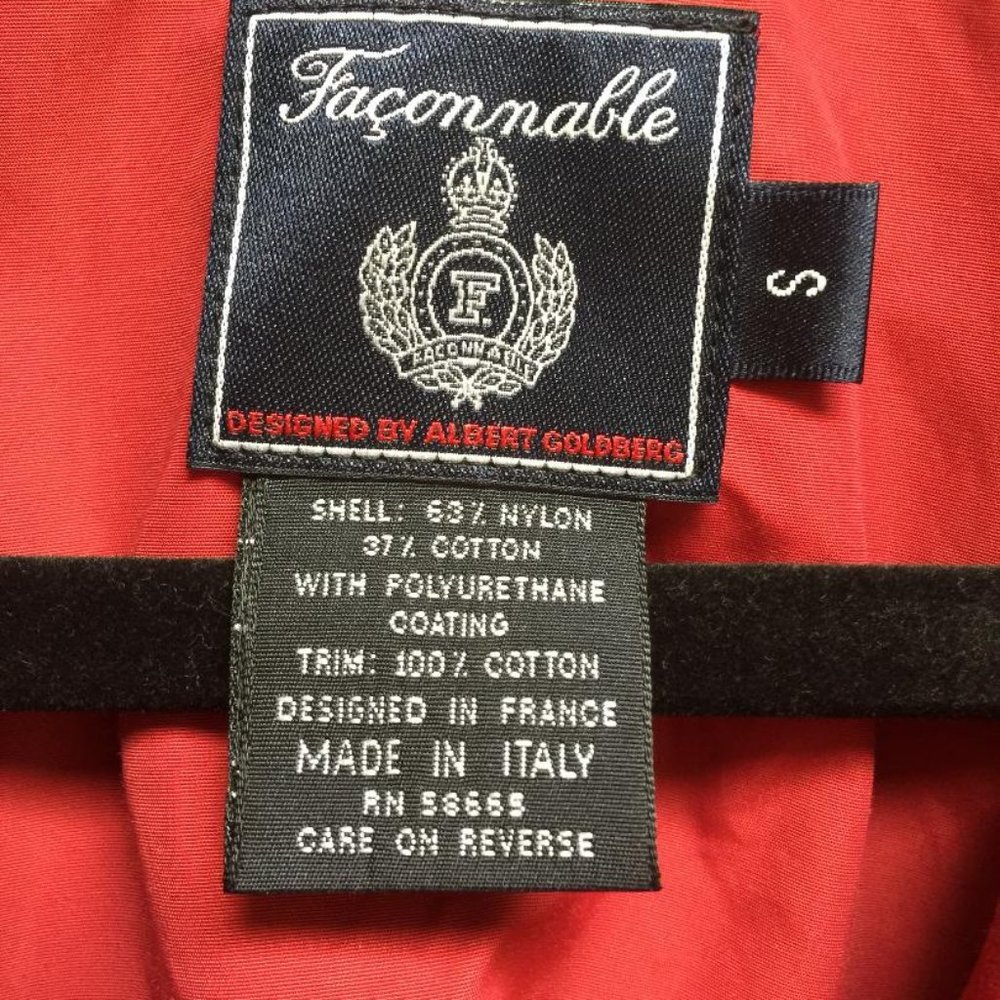 Façonnable
F.
FACONNABLE
DESIGNED BY ALBERT GOLDBERG
S
SHELL: 63% NYLON
37% COTTON
WITH POLYURETHANE
COATING
TRIM: 100% COTTON
DESIGNED IN FRANCE
MADE IN ITALY
RN 58665
CARE ON REVERSE